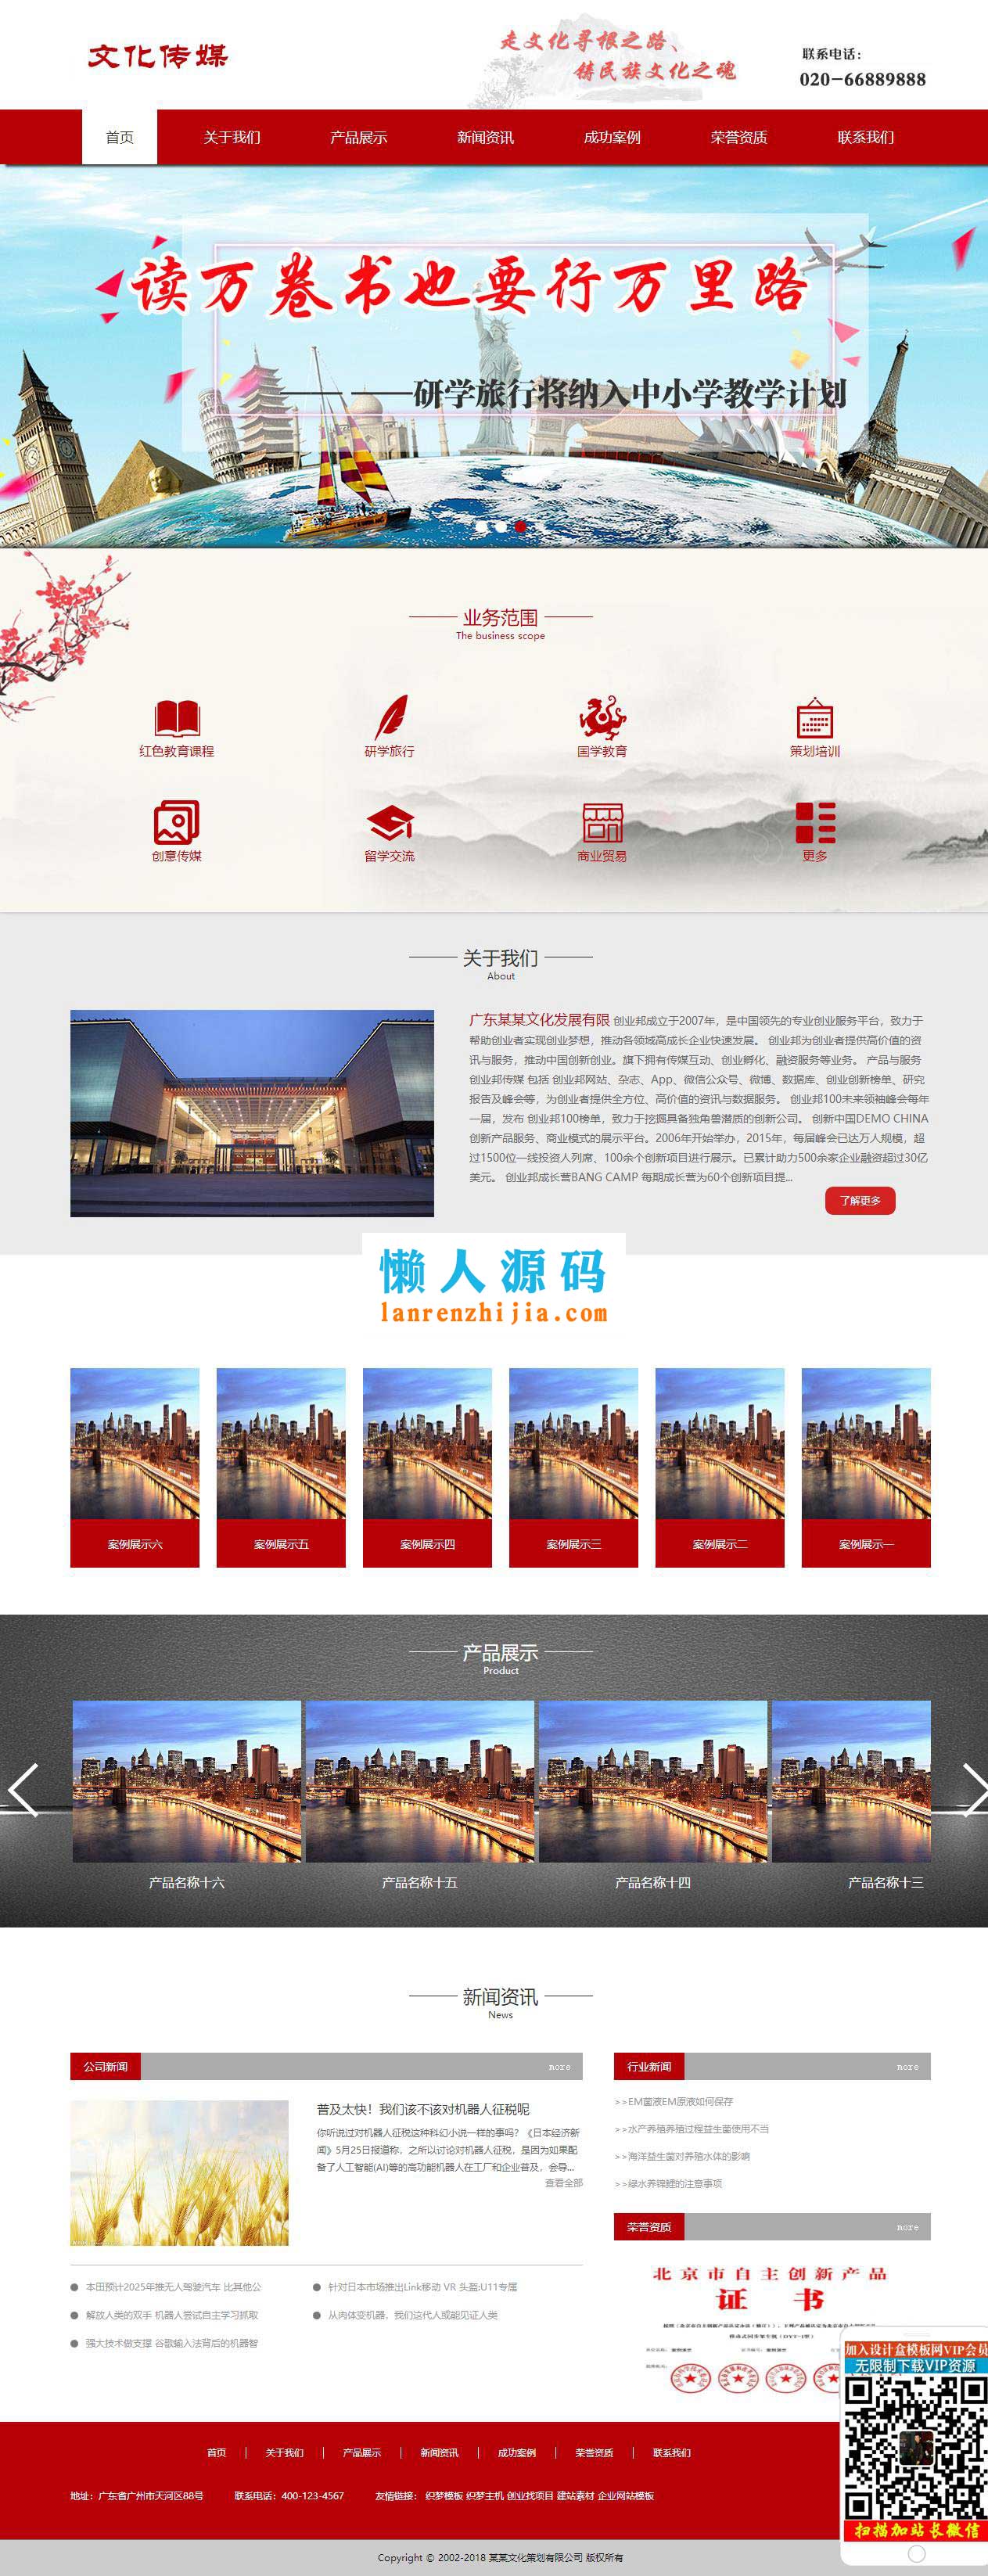 文化传媒
走文化寻根之路、
铸民族文化之魂
联系电话：
020-66889888
首页 关于我们 产品展示 新闻资讯 成功案例 荣誉资质 联系我们
读万卷书也要行万里路
——研学旅行将纳入中小学教学计划
业务范围
The business scope
红色教育课程 研学旅行 国学教育 策划培训
创意传媒 留学交流 商业贸易 更多
关于我们
About
广东某某文化发展有限 创业邦成立于2007年，是中国领先的专业创业服务平台，致力于
帮助创业者实现创业梦想，推动各领域高成长企业快速发展。 创业邦为创业者提供高价值的资
讯与服务，推动中国创新创业。旗下拥有传媒互动、创业孵化、融资服务等业务。 产品与服务
创业邦传媒 包括 创业邦网站、杂志、App、微信公众号、微博、数据库、创业创新榜单、研究
报告及峰会等，为创业者提供全方位、高价值的资讯与数据服务。 创业邦100未来领袖峰会每年
一届，发布 创业邦100榜单，致力于挖掘具备独角兽潜质的创新公司。 创新中国DEMO CHINA
创新产品服务、商业模式的展示平台。2006年开始举办，2015年，每届峰会已达万人规模，超
过1500位一线投资人列席、100余个创新项目进行展示。已累计助力500余家企业融资超过30亿
美元。 创业邦成长营BANG CAMP 每期成长营为60个创新项目提...
了解更多
懒人源码
lanrenzhijia.com
案例展示六 案例展示五 案例展示四 案例展示三 案例展示二 案例展示一
产品展示
Product
产品名称十六 产品名称十五 产品名称十四 产品名称十三
新闻资讯
News
公司新闻 more
普及太快！我们该不该对机器人征税呢
你听说过对机器人征税这种科幻小说一样的事吗？《日本经济新
闻》5月25日报道称，之所以讨论对机器人征税，是因为如果配
备了人工智能(AI)等的高功能机器人在工厂和企业普及，会导...
查看全部
本田预计2025年推无人驾驶汽车 比其他公
针对日本市场推出Link移动 VR 头盔:U11专属
解放人类的双手 机器人尝试自主学习抓取
从肉体变机器，我们这代人或能见证人类
强大技术做支撑 谷歌输入法背后的机器智
行业新闻 more
>>EM菌液EM原液如何保存
>>水产养殖养殖过程益生菌使用不当
>>海洋益生菌对养殖水体的影响
>>绿水养锦鲤的注意事项
荣誉资质 more
北京市自主创新产品
证书
加入设计盒模板网VIP会员
无限制下载VIP资源
扫描加站长微信
首页 关于我们 产品展示 新闻资讯 成功案例 荣誉资质 联系我们
地址：广东省广州市天河区88号 联系电话：400-123-4567 友情链接： 织梦模板 织梦主机 创业找项目 建站素材 企业网站模板
Copyright © 2002-2018 某某文化策划有限公司 版权所有